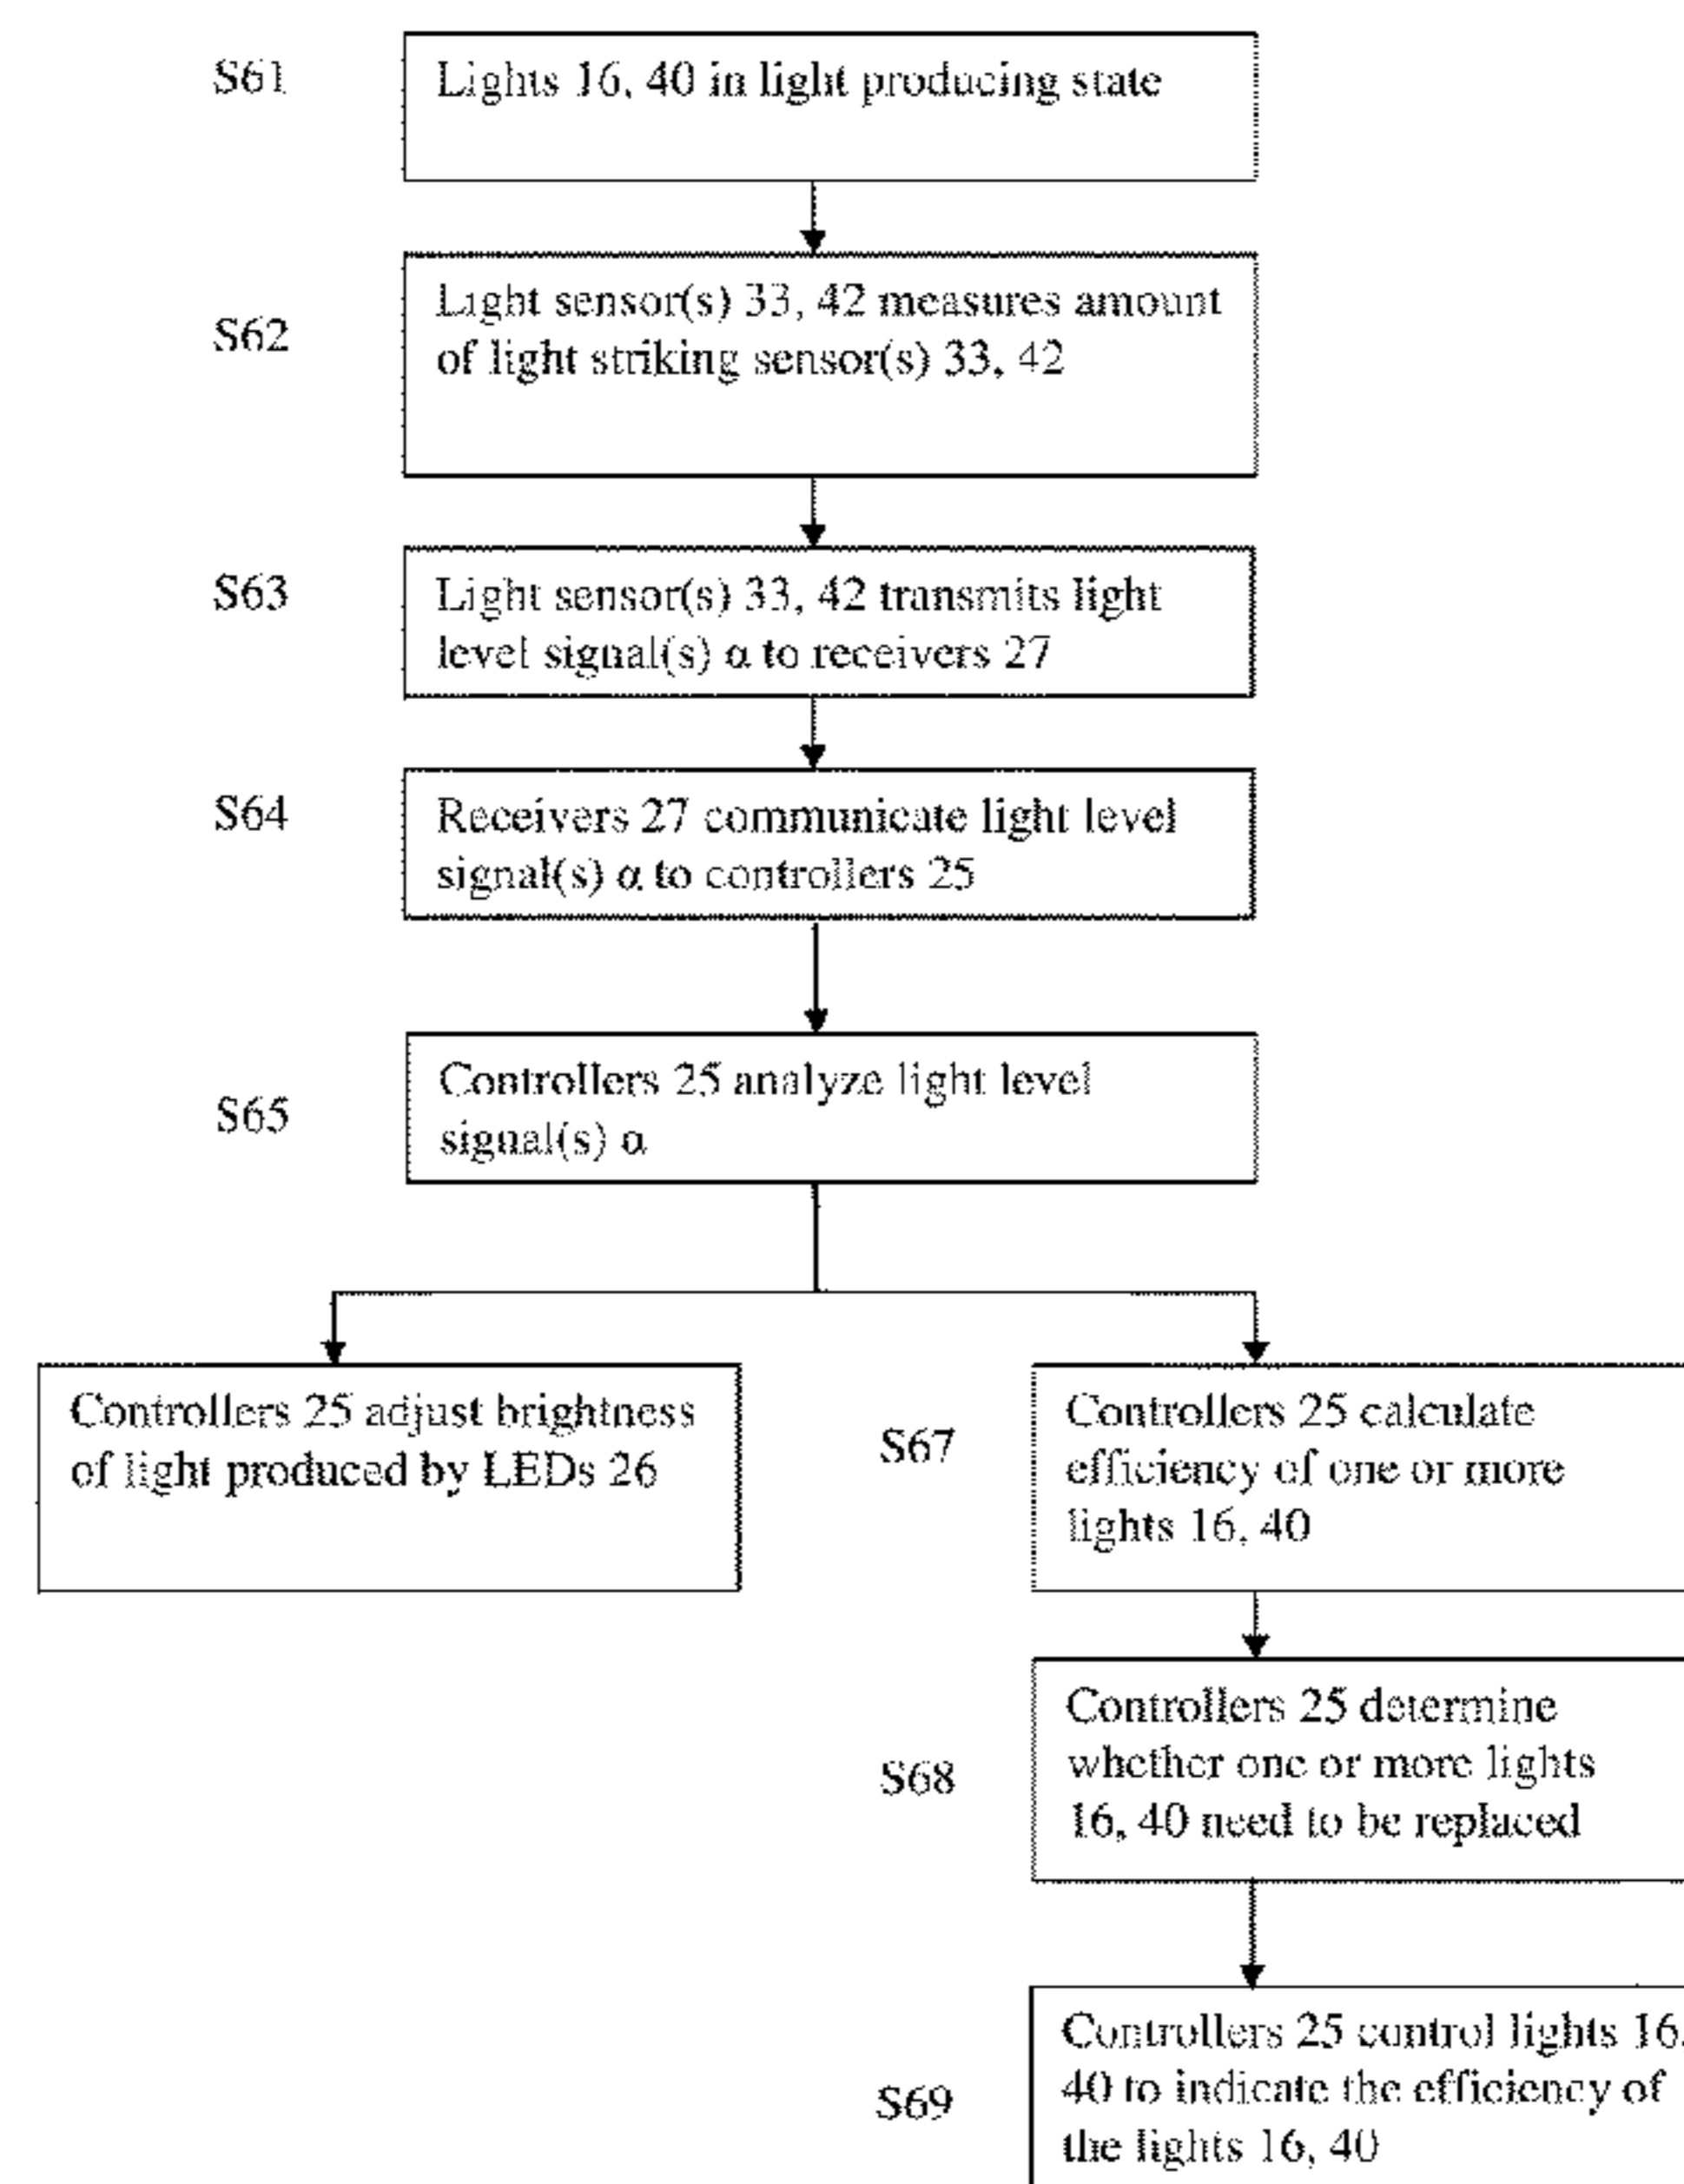 S61
Lights 16, 40 in light producing state
S62
Light sensor(s) 33, 42 measures amount
of light striking sensor(s) 33, 42
S63
Light sensor(s) 33, 42 transmits light
level signal(s) α to receivers 27
S64
Receivers 27 communicate light level
signal(s) α to controllers 25
S65
Controllers 25 analyze light level
signal(s) α
Controllers 25 adjust brightness
of light produced by LEDs 26
S67
Controllers 25 calculate
efficiency of one or more
lights 16, 40
S68
Controllers 25 determine
whether one or more lights
16, 40 need to be replaced
S69
Controllers 25 control lights 16,
40 to indicate the efficiency of
the lights 16, 40